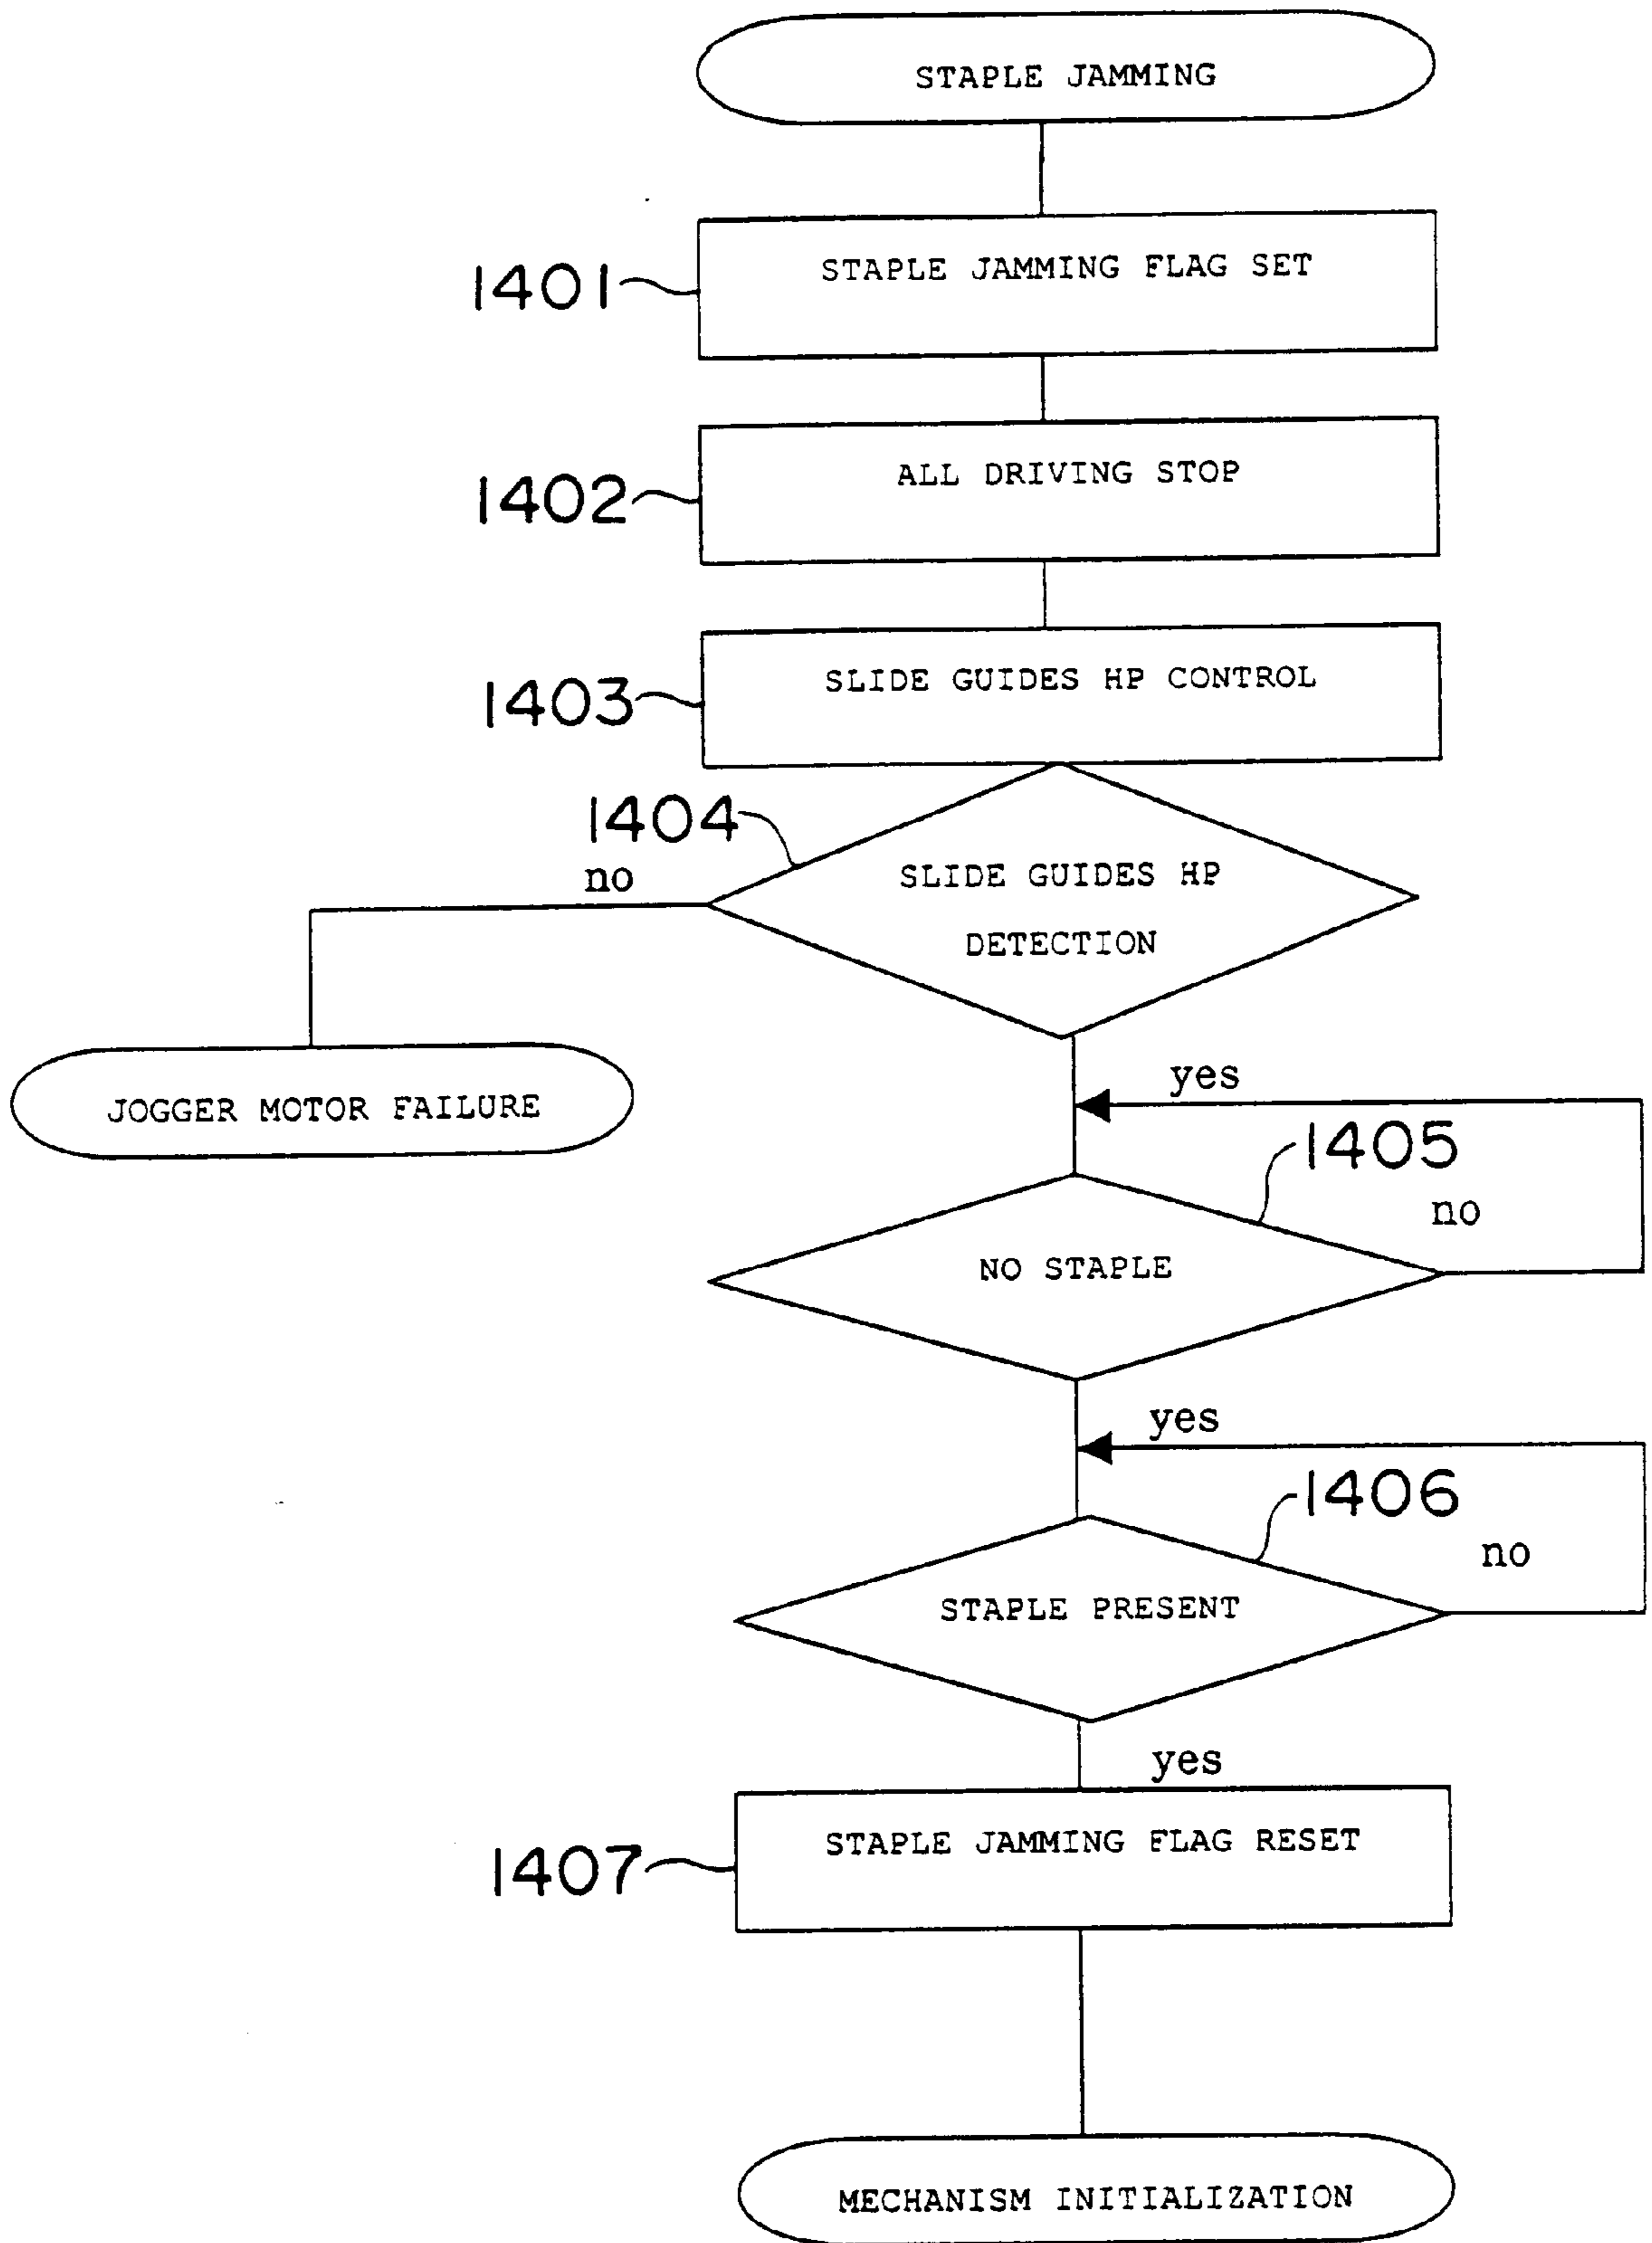 STAPLE JAMMING
1401
STAPLE JAMMING FLAG SET
1402
ALL DRIVING STOP
1403
SLIDE GUIDES HP CONTROL
1404
no
SLIDE GUIDES HP
DETECTION
JOGGER MOTOR FAILURE
yes
1405
no
NO STAPLE
yes
1406
no
STAPLE PRESENT
yes
1407
STAPLE JAMMING FLAG RESET
MECHANISM INITIALIZATION